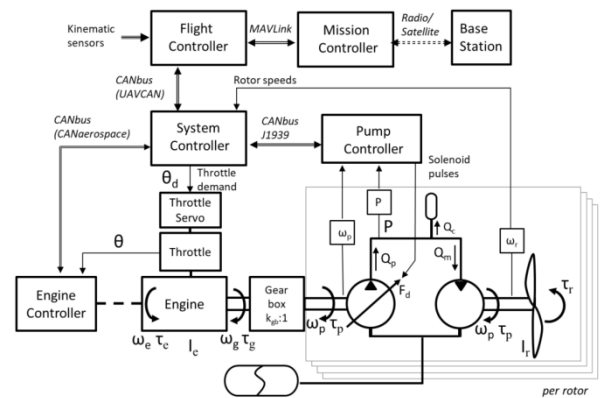 Kinematic
sensors
Flight
Controller
MAVLink
Mission
Controller
Radio/
Satellite
Base
Station
CANbus
(UAVCAN)
Rotor speeds
CANbus
(CANaerospace)
System
Controller
CANbus
J1939
Pump
Controller
Solenoid
pulses
θd
Throttle
demand
Throttle
Servo
P
ωp
P
Qc
ωr
θ
Throttle
Qp
Qm
Fd
τr
Engine
Controller
Engine
Gear
box
kgb:1
ωe τe
Ie
ωg τg
ωp τp
ωp τp
Ir
per rotor